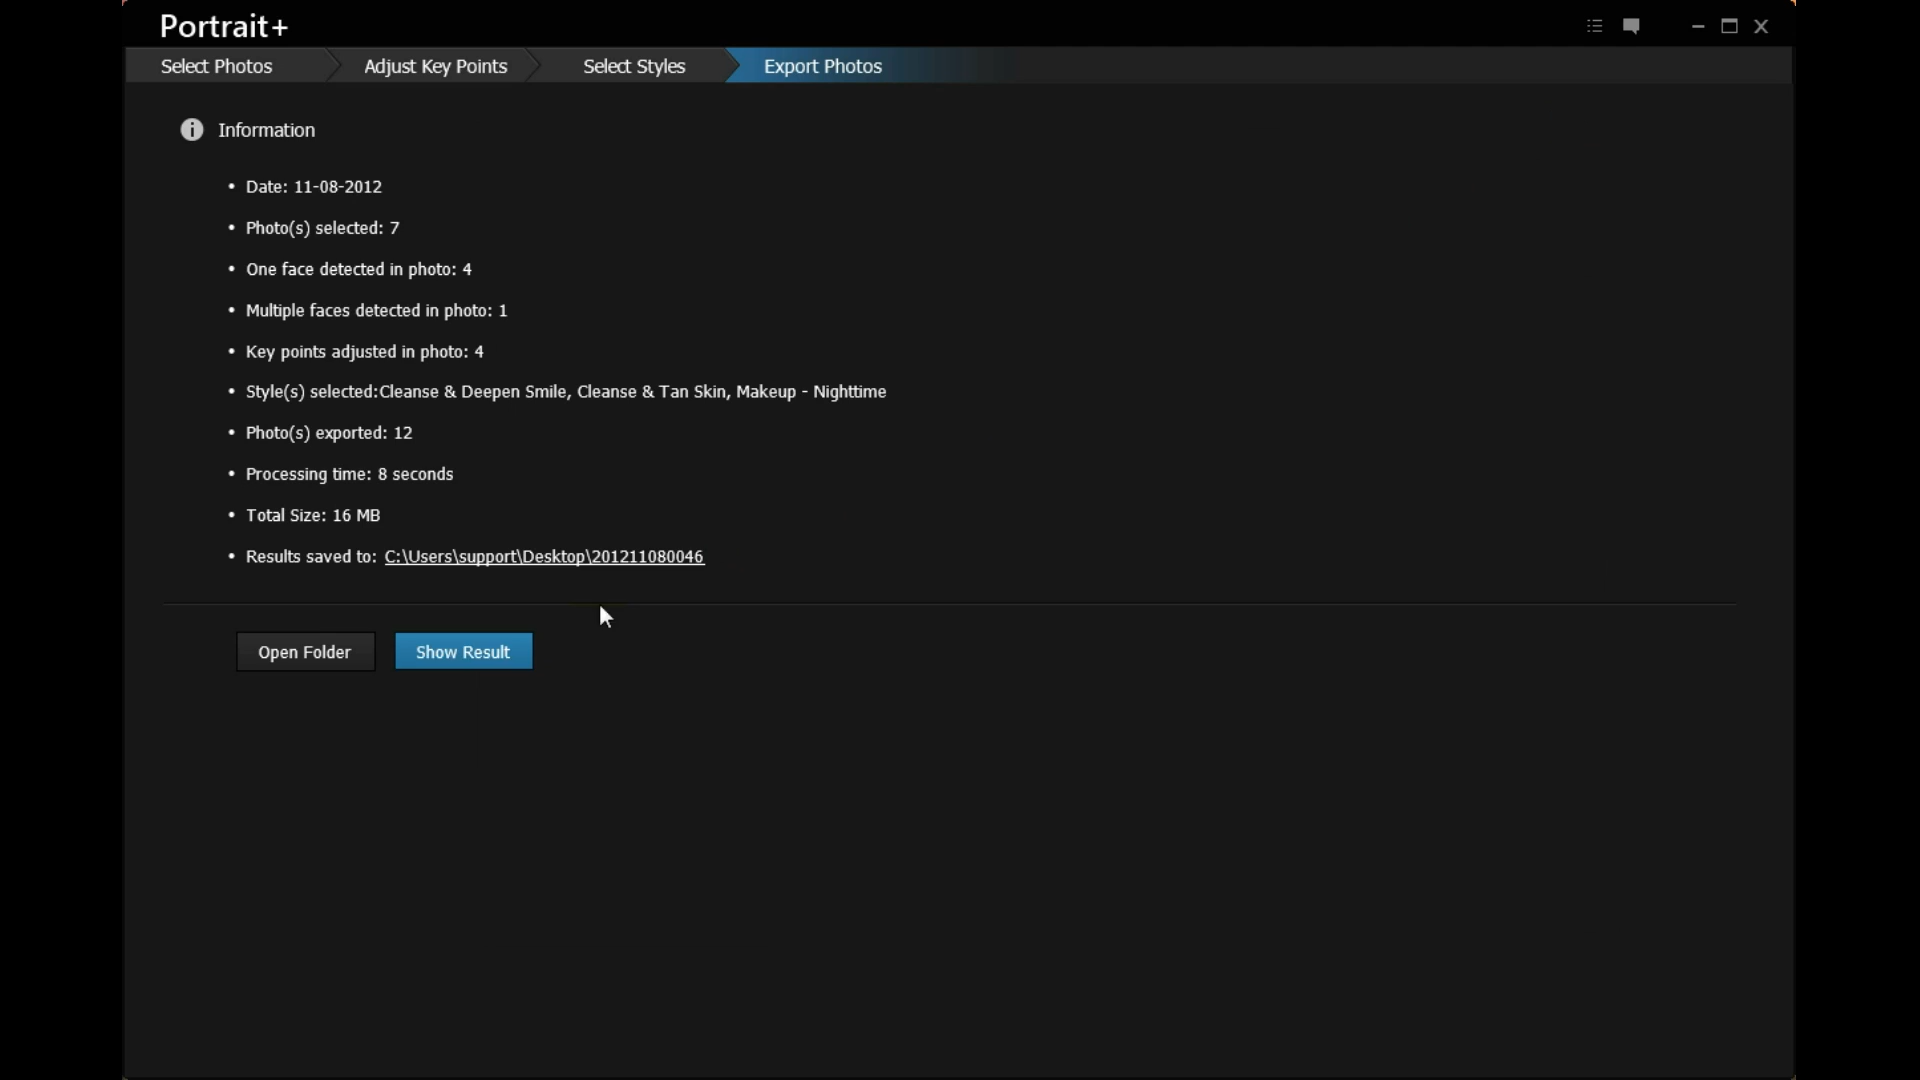 Portrait+
Select Photos
Adjust Key Points
Select Styles
Export Photos
Information
• Date: 11-08-2012
• Photo(s) selected: 7
• One face detected in photo: 4
• Multiple faces detected in photo: 1
• Key points adjusted in photo: 4
• Style(s) selected:Cleanse & Deepen Smile, Cleanse & Tan Skin, Makeup - Nighttime
• Photo(s) exported: 12
• Processing time: 8 seconds
• Total Size: 16 MB
• Results saved to: C:\Users\support\Desktop\201211080046
Open Folder
Show Result